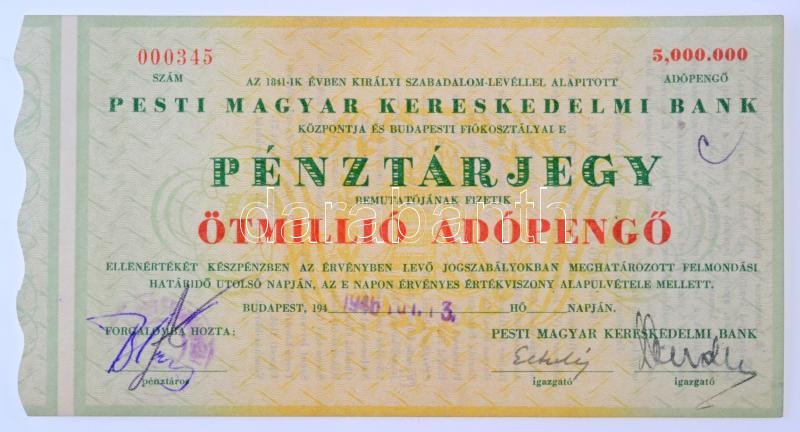 000345 5,000.000
SZÁM ADÓPENGŐ
AZ 1841-IK ÉVBEN KIRÁLYI SZABADALOM-LEVÉLLEL ALAPITOTT
PESTI MAGYAR KERESKEDELMI BANK
KÖZPONTJA ÉS BUDAPESTI FIÓKOSZTÁLYAI E
PÉNZTÁRJEGY
BEMUTATÓJÁNAK FIZETIK
darabanth
ÖTMILLIÓ ADÓPENGŐ
ELLENÉRTÉKÉT KÉSZPÉNZBEN AZ ÉRVÉNYBEN LEVŐ JOGSZABÁLYOKBAN MEGHATÁROZOTT FELMONDÁSI
HATÁRIDŐ UTOLSÓ NAPJÁN, AZ E NAPON ÉRVÉNYES ÉRTÉKVISZONY ALAPULVÉTELE MELLETT.
BUDAPEST, 194 1946 HÓ NAPJÁN.
FORGALOMBA HOZTA: PESTI MAGYAR KERESKEDELMI BANK
pénztáros igazgató igazgató